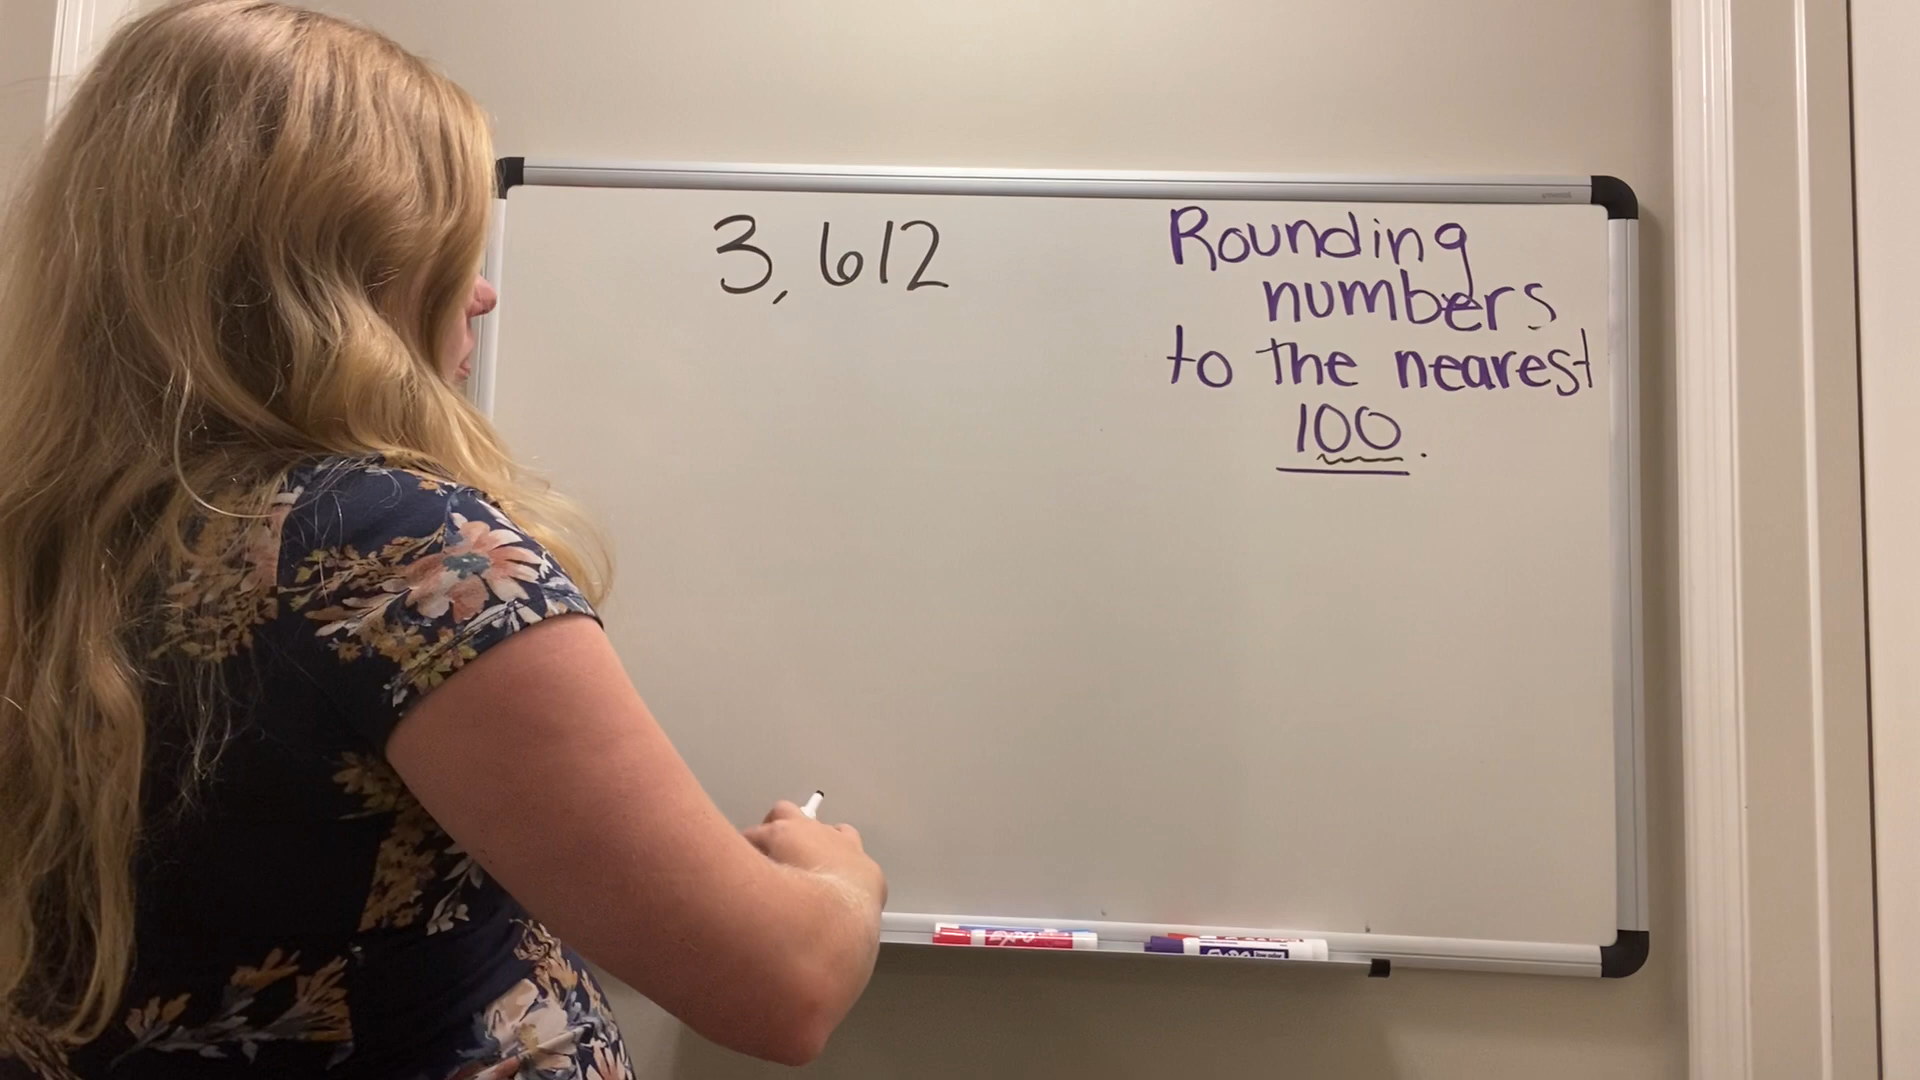 3,612
Rounding
numbers
to the nearest
100.